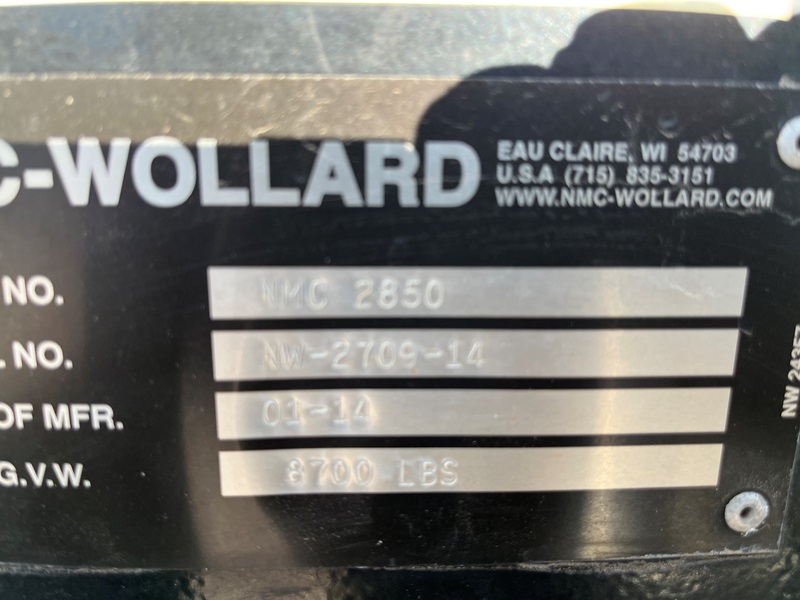 C-WOLLARD
EAU CLAIRE, WI 54703
U.S.A (715) 835-3151
WWW.NMC-WOLLARD.COM
NO. NMC 2850
. NO. NW-2709-14
OF MFR. 01-14
G.V.W. 8700 LBS